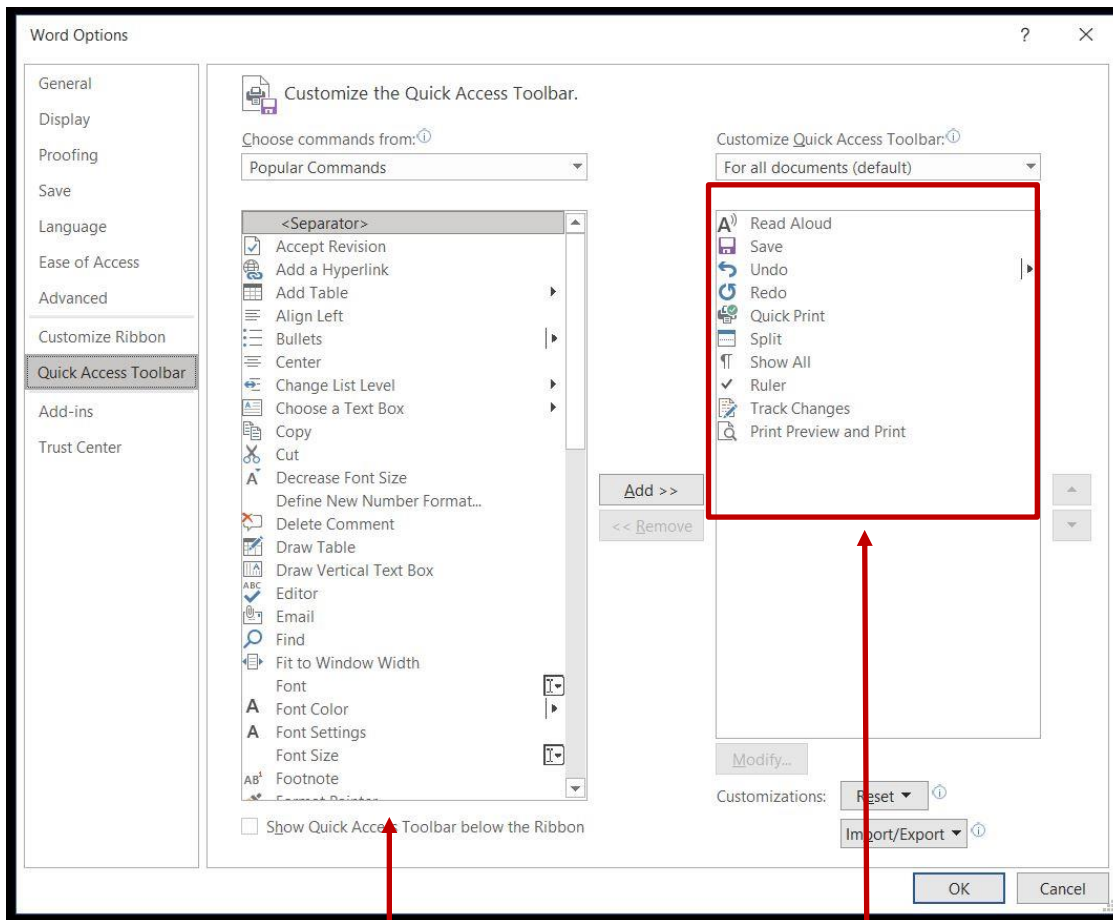 Word Options
?
General
Display
Proofing
Save
Language
Ease of Access
Advanced
Customize Ribbon
Quick Access Toolbar
Add-ins
Trust Center
Customize the Quick Access Toolbar.
Choose commands from:
Popular Commands
<Separator>
Accept Revision
Add a Hyperlink
Add Table
Align Left
Bullets
Center
Change List Level
Choose a Text Box
Copy
Cut
Decrease Font Size
Define New Number Format...
Delete Comment
Draw Table
Draw Vertical Text Box
Editor
Email
Find
Fit to Window Width
Font
Font Color
Font Settings
Font Size
Footnote
Format Painter
Show Quick Access Toolbar below the Ribbon
Add >>
<< Remove
Customize Quick Access Toolbar:
For all documents (default)
Read Aloud
Save
Undo
Redo
Quick Print
Split
Show All
Ruler
Track Changes
Print Preview and Print
Modify...
Customizations: Reset
Import/Export
OK Cancel